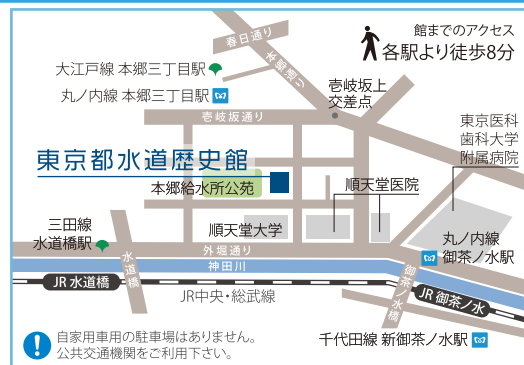 春日通り
館までのアクセス
各駅より徒歩8分
本郷通り
大江戸線 本郷三丁目駅
丸ノ内線 本郷三丁目駅
壱岐坂上
交差点
壱岐坂通り
東京医科
歯科大学
附属病院
東京都水道歴史館
本郷給水所公苑
順天堂医院
三田線
水道橋駅
順天堂大学
外堀通り
丸ノ内線
御茶ノ水駅
水道橋
神田川
御茶ノ水橋
JR 水道橋
JR中央・総武線
JR 御茶ノ水
自家用車用の駐車場はありません。
公共交通機関をご利用下さい。
千代田線 新御茶ノ水駅